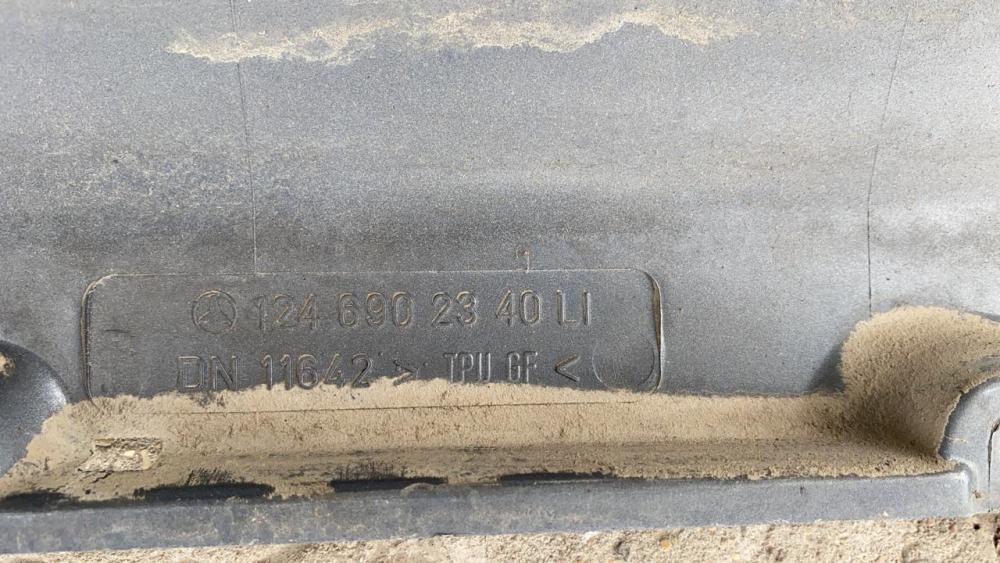 124 690 23 40 LI
DN 11642 > TPU GF <